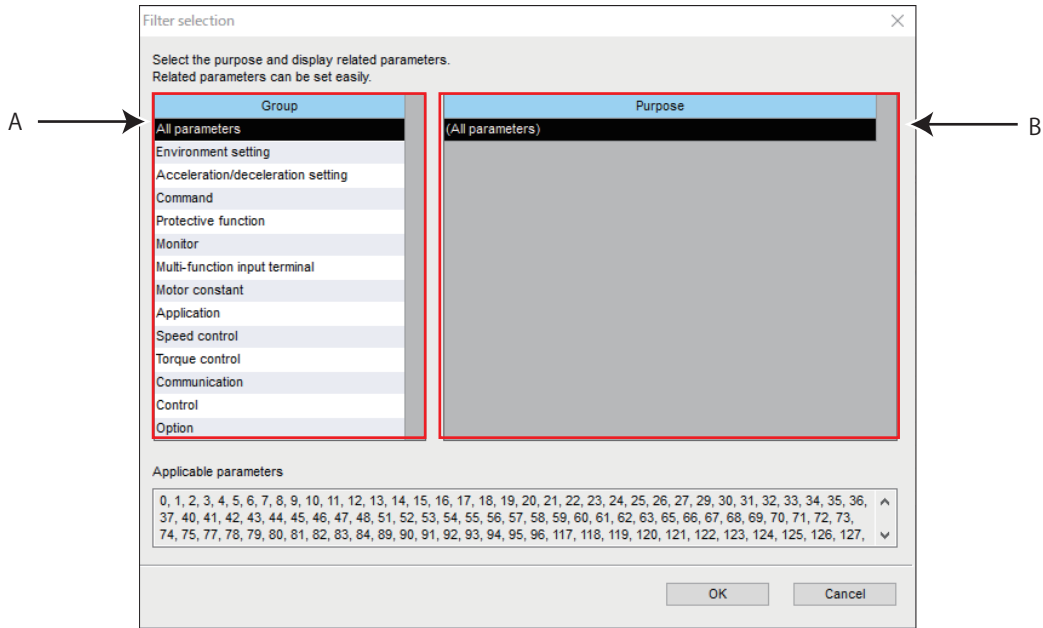 Filter selection
Select the purpose and display related parameters.
Related parameters can be set easily.
A
Group
All parameters
Environment setting
Acceleration/deceleration setting
Command
Protective function
Monitor
Multi-function input terminal
Motor constant
Application
Speed control
Torque control
Communication
Control
Option
Purpose
(All parameters)
B
Applicable parameters
0, 1, 2, 3, 4, 5, 6, 7, 8, 9, 10, 11, 12, 13, 14, 15, 16, 17, 18, 19, 20, 21, 22, 23, 24, 25, 26, 27, 29, 30, 31, 32, 33, 34, 35, 36,
37, 40, 41, 42, 43, 44, 45, 46, 47, 48, 51, 52, 53, 54, 55, 56, 57, 58, 59, 60, 61, 62, 63, 65, 66, 67, 68, 69, 70, 71, 72, 73,
74, 75, 77, 78, 79, 80, 81, 82, 83, 84, 89, 90, 91, 92, 93, 94, 95, 96, 117, 118, 119, 120, 121, 122, 123, 124, 125, 126, 127,
OK
Cancel